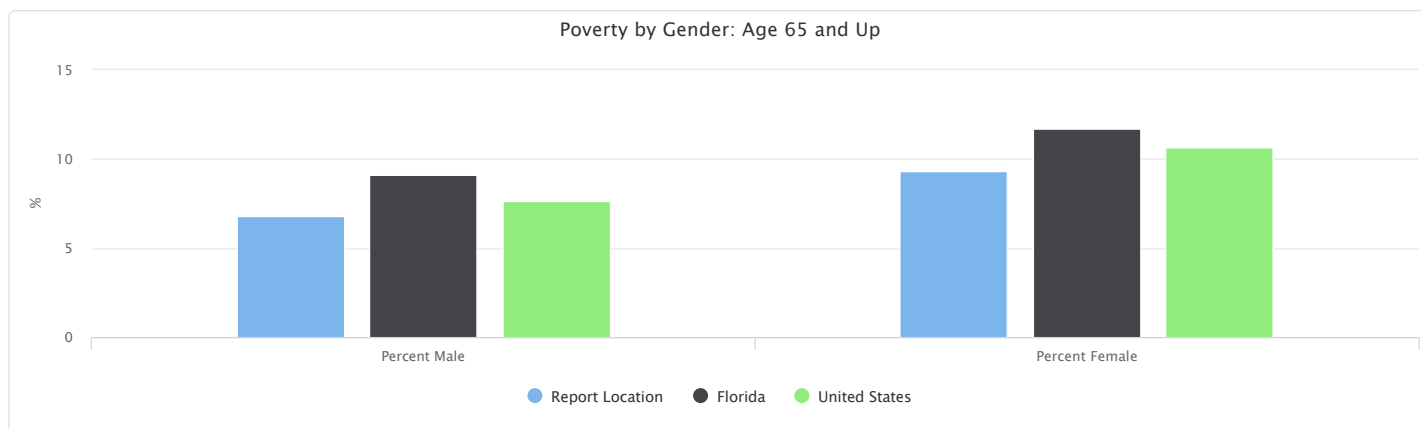 Poverty by Gender: Age 65 and Up
15
10
5
0
%
Percent Male
Percent Female
Report Location
Florida
United States